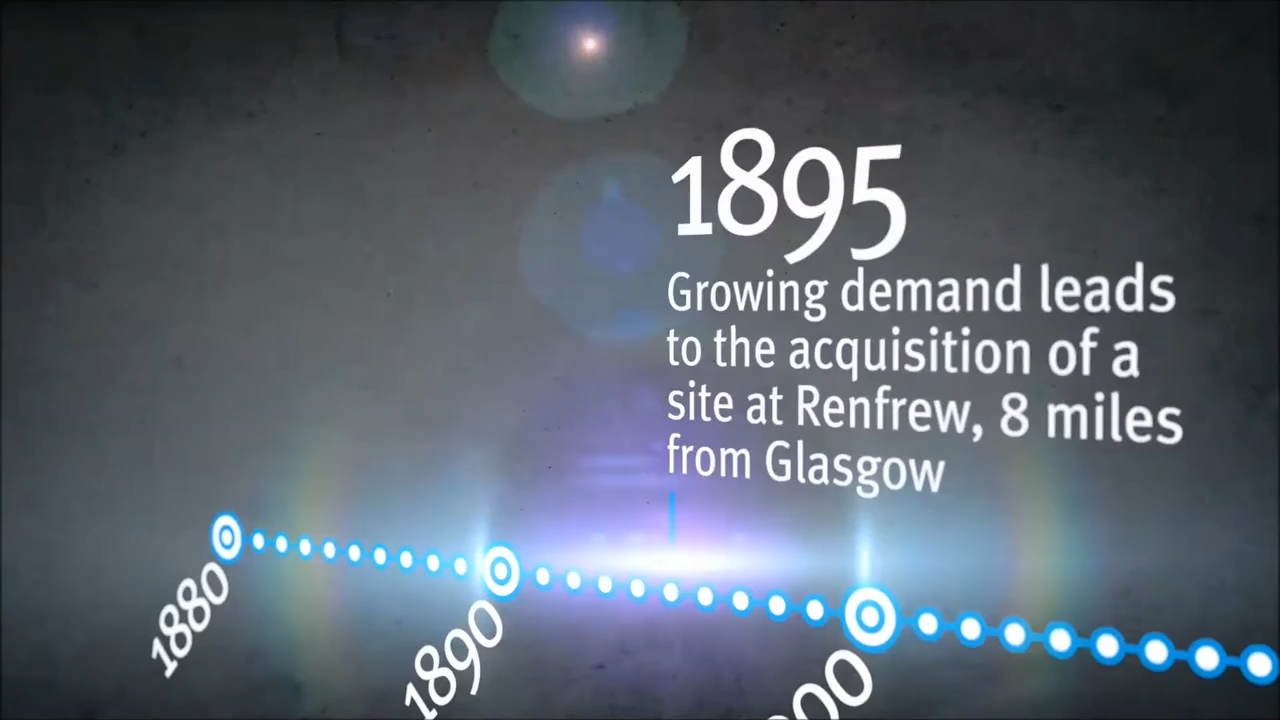 1895
Growing demand leads
to the acquisition of a
site at Renfrew, 8 miles
from Glasgow
1880
1890